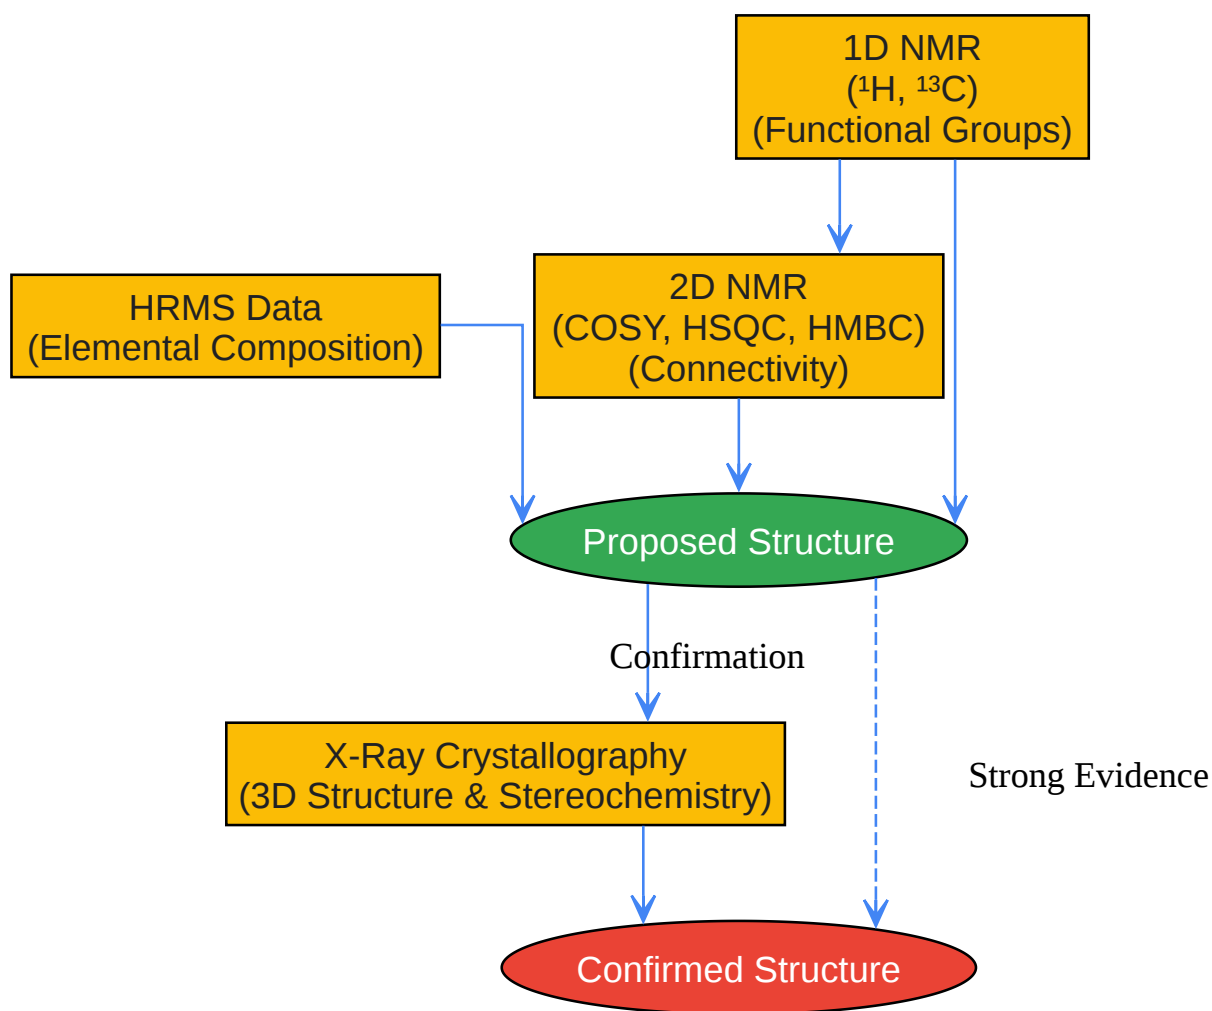 1D NMR
(¹H, ¹³C)
(Functional Groups)
HRMS Data
(Elemental Composition)
2D NMR
(COSY, HSQC, HMBC)
(Connectivity)
Proposed Structure
Confirmation
X-Ray Crystallography
(3D Structure & Stereochemistry)
Strong Evidence
Confirmed Structure